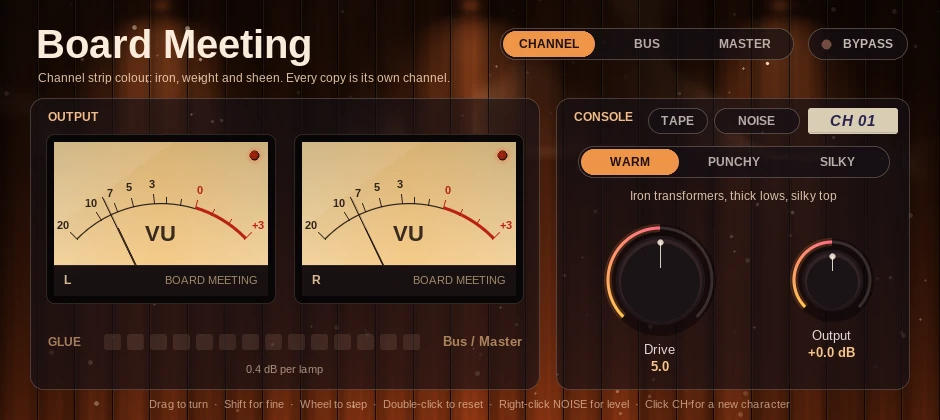 Board Meeting
CHANNEL BUS MASTER BYPASS
Channel strip colour: iron, weight and sheen. Every copy is its own channel.
OUTPUT
20 10 7 5 3 0 +3
VU
L BOARD MEETING
20 10 7 5 3 0 +3
VU
R BOARD MEETING
GLUE Bus / Master
0.4 dB per lamp
CONSOLE TAPE NOISE CH 01
WARM PUNCHY SILKY
Iron transformers, thick lows, silky top
Drive
5.0
Output
+0.0 dB
Drag to turn · Shift for fine · Wheel to step · Double-click to reset · Right-click NOISE for level · Click CH for a new character